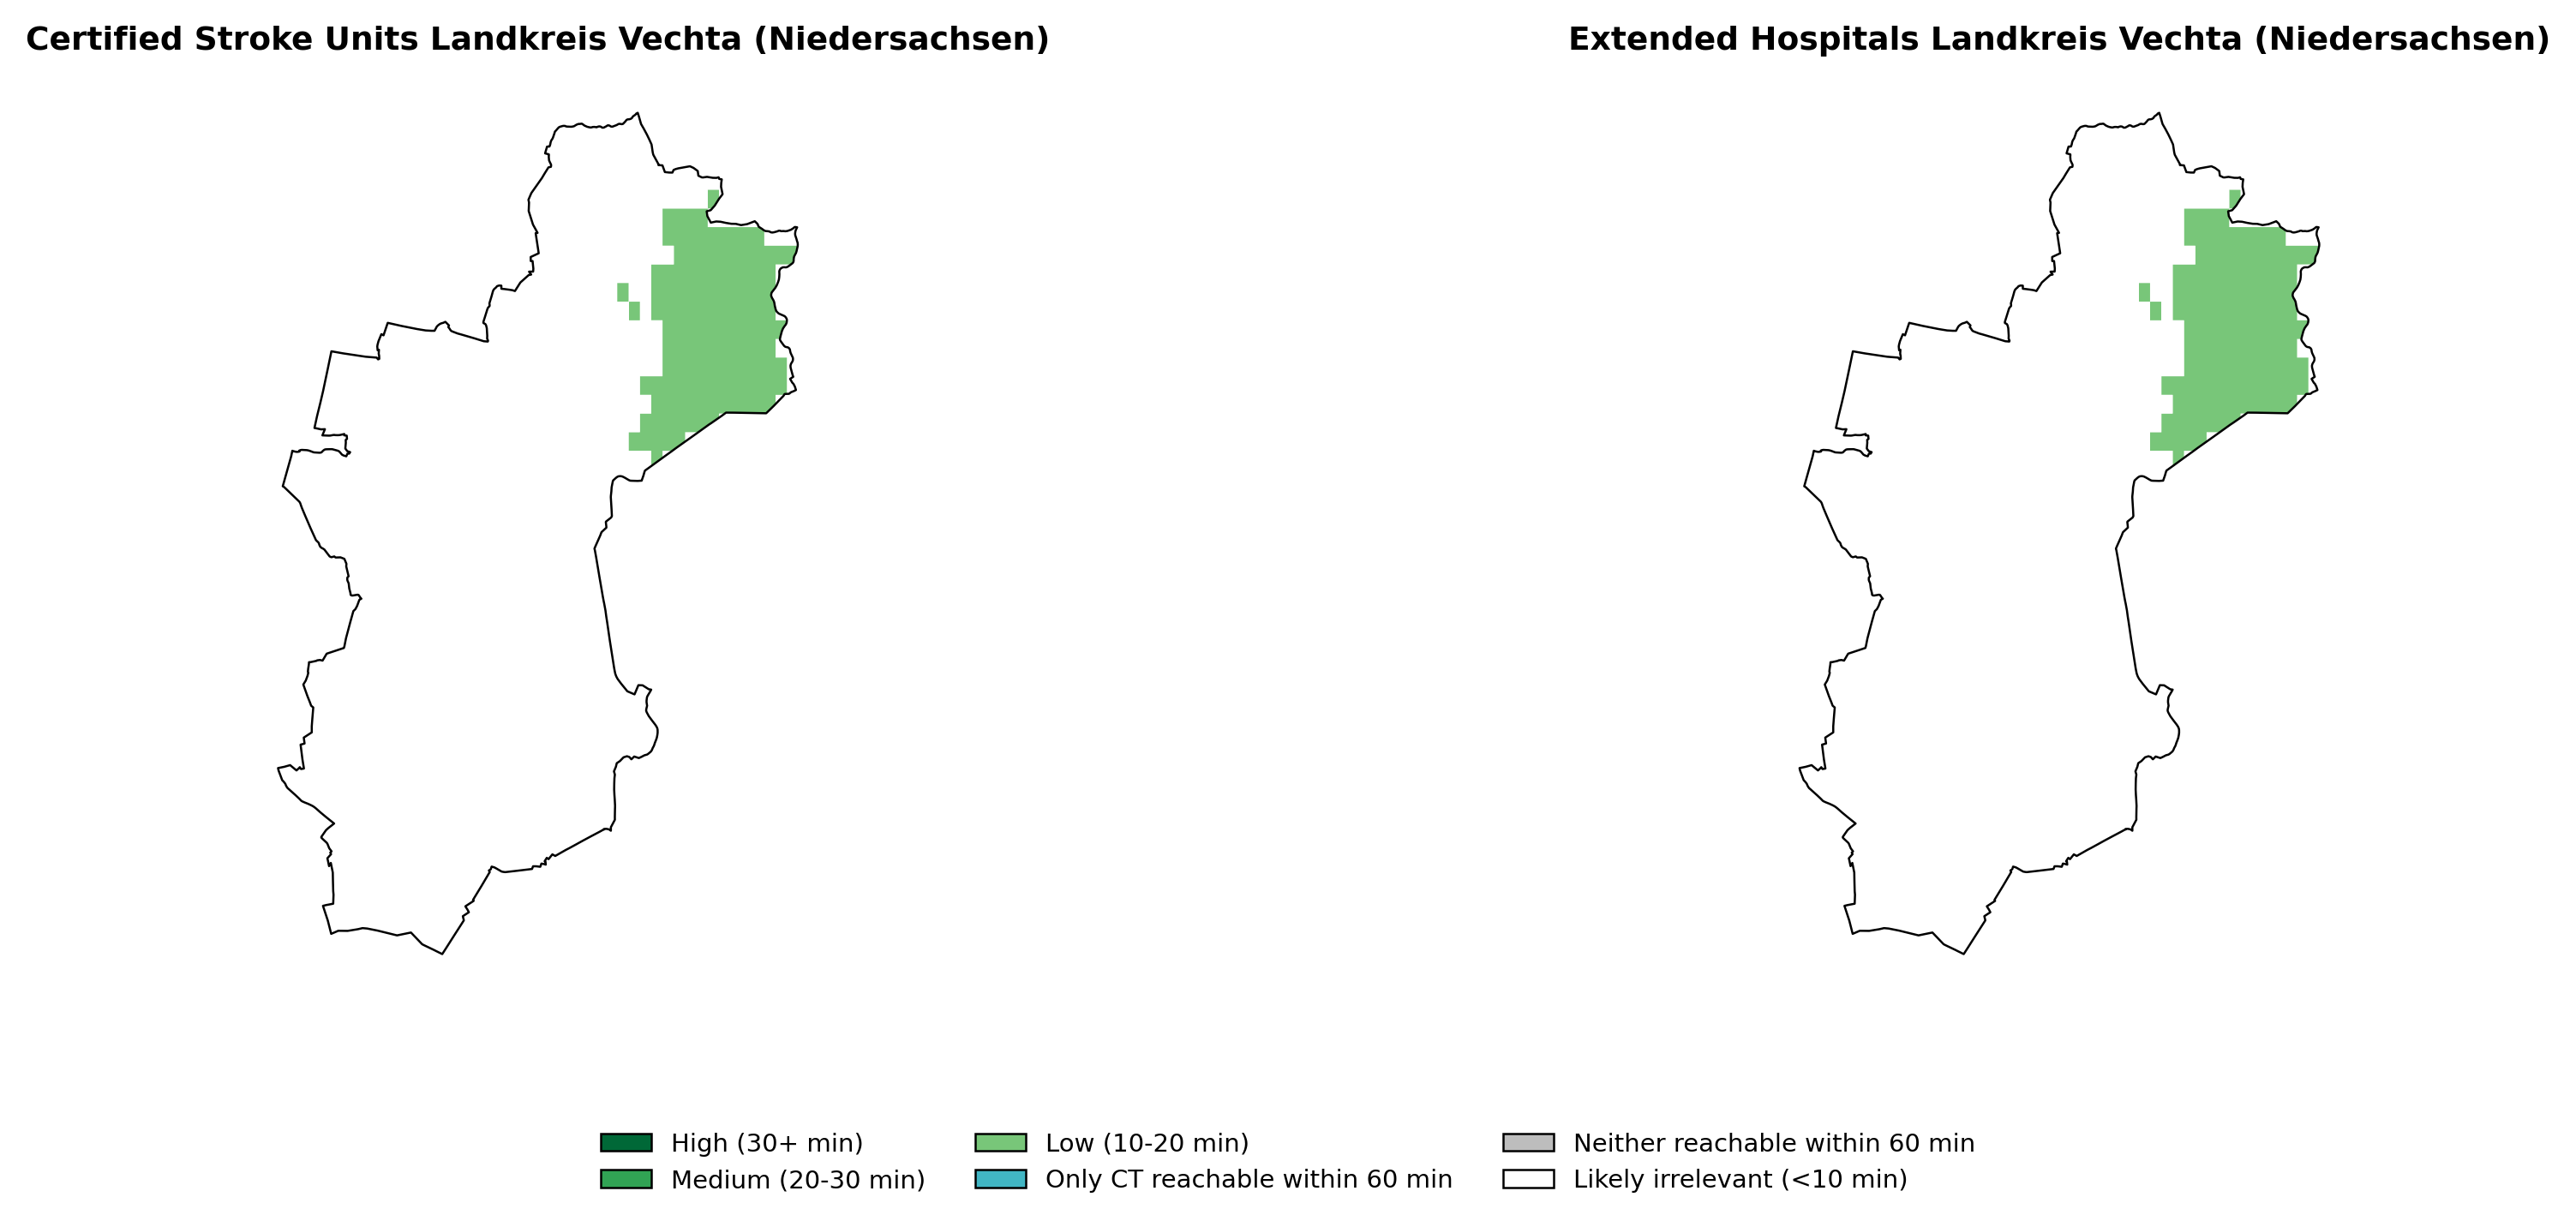 Certified Stroke Units Landkreis Vechta (Niedersachsen)
Extended Hospitals Landkreis Vechta (Niedersachsen)
High (30+ min)
Medium (20-30 min)
Low (10-20 min)
Only CT reachable within 60 min
Neither reachable within 60 min
Likely irrelevant (<10 min)